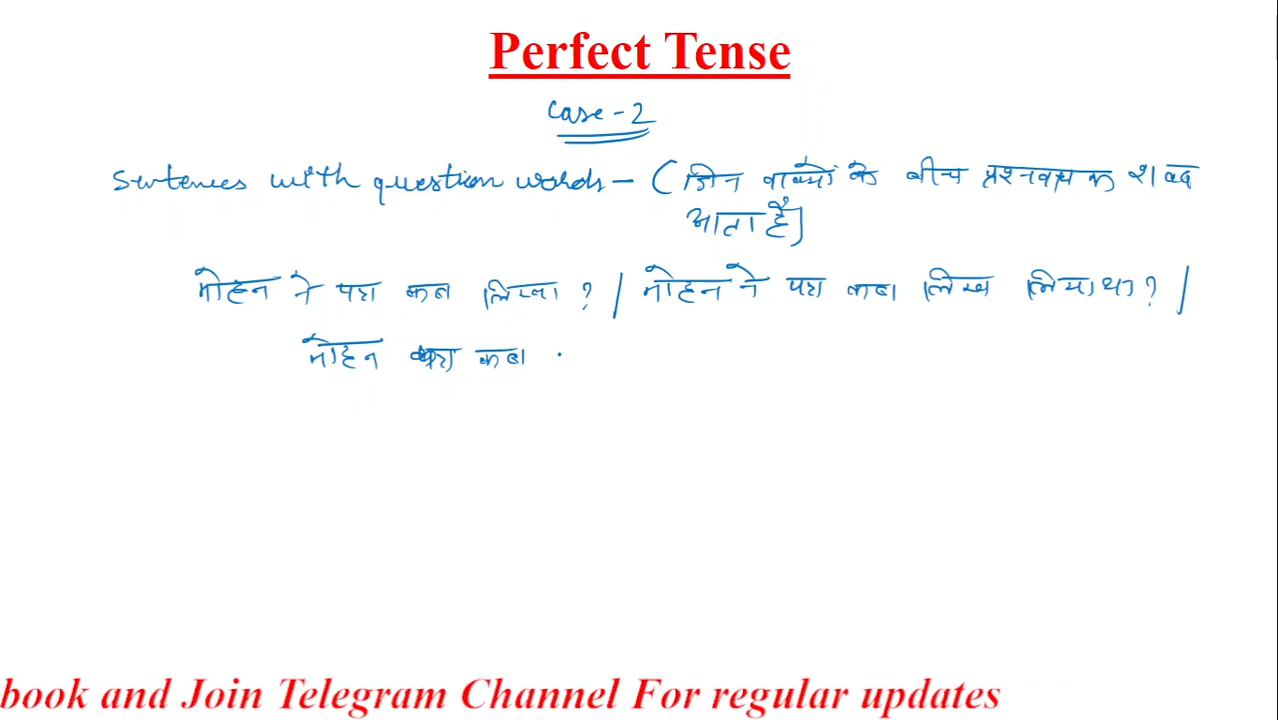 Perfect Tense
Case - 2
Sentences with question words - (जिन वाक्यों के बीच प्रश्नवाचक शब्द
आता है)
मोहन ने पत्र कब लिखा ? / मोहन ने पत्र कब लिख लिया था ? /
मोहन पत्र कब
book and Join Telegram Channel For regular updates